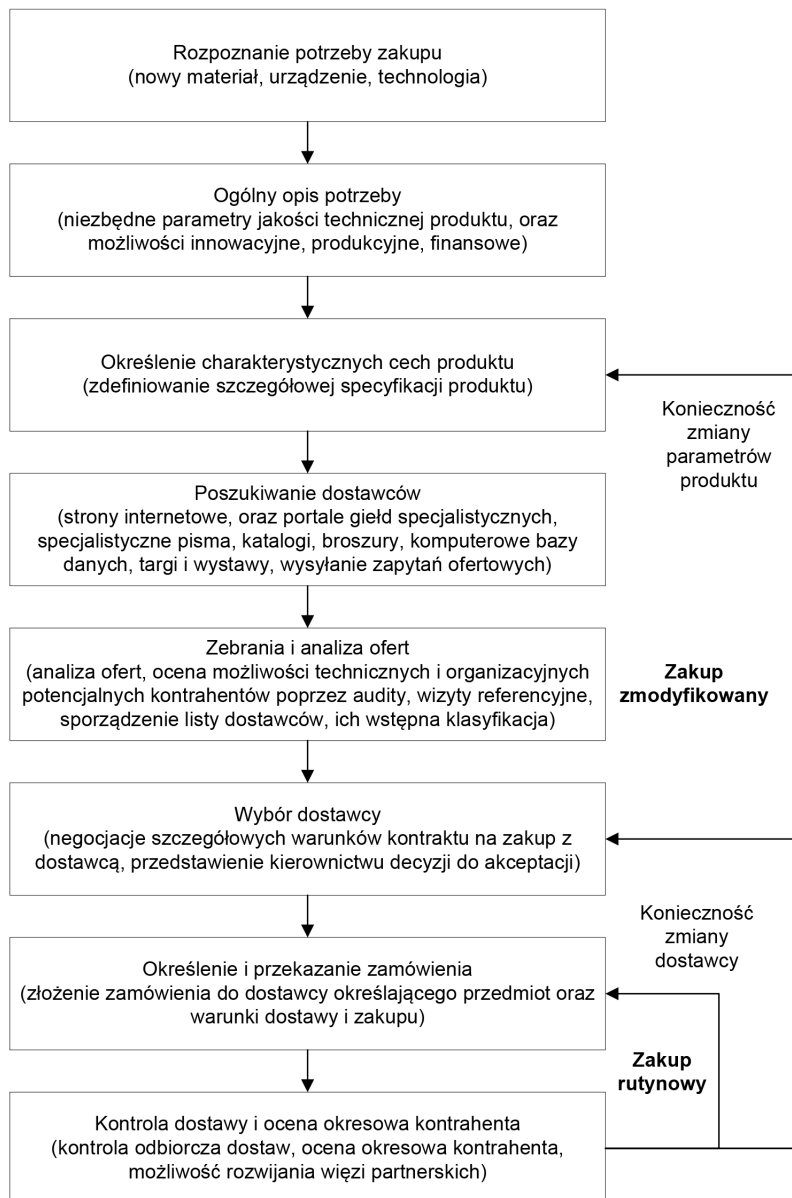 Rozpoznanie potrzeby zakupu
(nowy materiał, urządzenie, technologia)
Ogólny opis potrzeby
(niezbędne parametry jakości technicznej produktu, oraz
możliwości innowacyjne, produkcyjne, finansowe)
Określenie charakterystycznych cech produktu
(zdefiniowanie szczegółowej specyfikacji produktu)
Konieczność
zmiany
parametrów
produktu
Poszukiwanie dostawców
(strony internetowe, oraz portale giełd specjalistycznych,
specjalistyczne pisma, katalogi, broszury, komputerowe bazy
danych, targi i wystawy, wysyłanie zapytań ofertowych)
Zebrania i analiza ofert
(analiza ofert, ocena możliwości technicznych i organizacyjnych
potencjalnych kontrahentów poprzez audity, wizyty referencyjne,
sporządzenie listy dostawców, ich wstępna klasyfikacja)
Zakup
zmodyfikowany
Wybór dostawcy
(negocjacje szczegółowych warunków kontraktu na zakup z
dostawcą, przedstawienie kierownictwu decyzji do akceptacji)
Konieczność
zmiany
dostawcy
Określenie i przekazanie zamówienia
(złożenie zamówienia do dostawcy określającego przedmiot oraz
warunki dostawy i zakupu)
Zakup
rutynowy
Kontrola dostawy i ocena okresowa kontrahenta
(kontrola odbiorcza dostaw, ocena okresowa kontrahenta,
możliwość rozwijania więzi partnerskich)